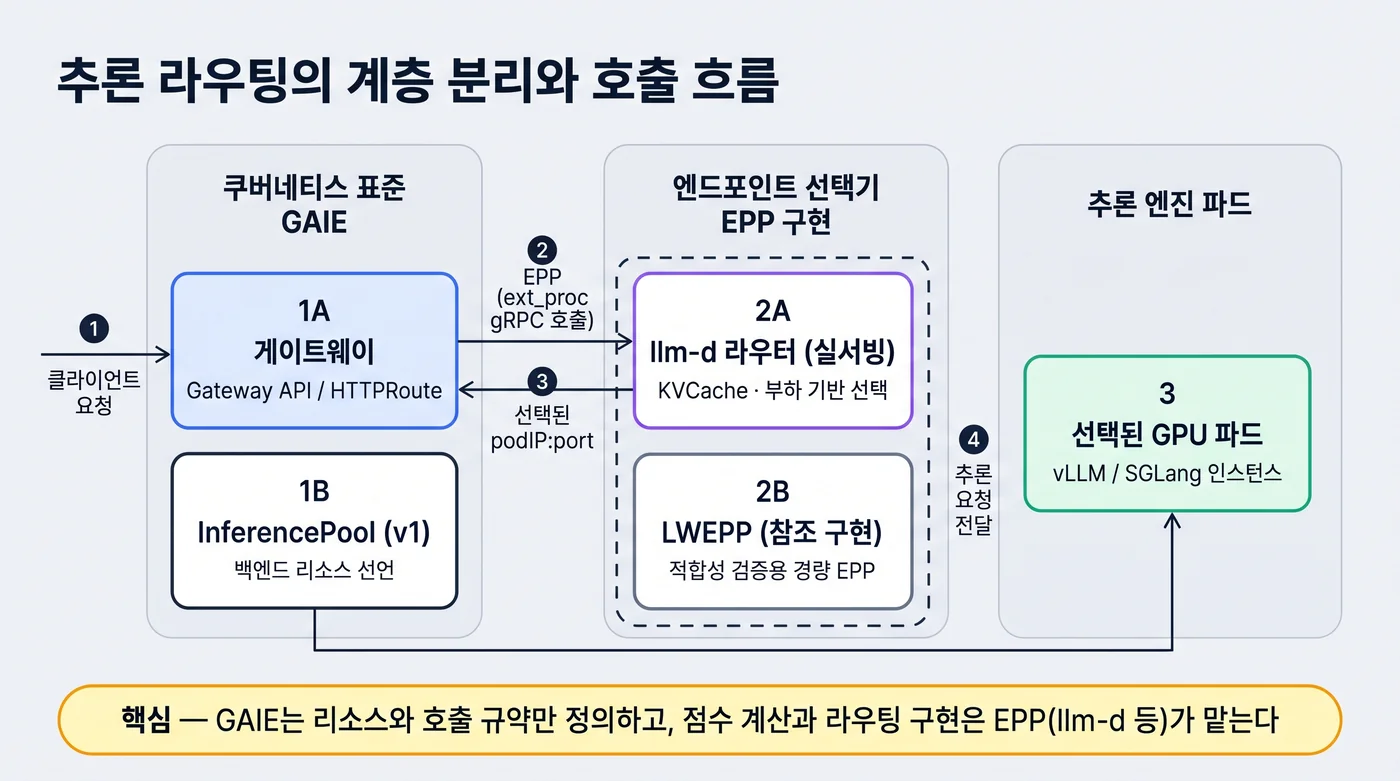 추론 라우팅의 계층 분리와 호출 흐름
쿠버네티스 표준
GAIE
엔드포인트 선택기
EPP 구현
추론 엔진 파드
1
클라이언트
요청
1A
게이트웨이
Gateway API / HTTPRoute
1B
InferencePool (v1)
백엔드 리소스 선언
2
EPP
(ext_proc
gRPC 호출)
3
선택된
podIP:port
2A
llm-d 라우터 (실서빙)
KVCache · 부하 기반 선택
2B
LWEPP (참조 구현)
적합성 검증용 경량 EPP
4
추론
요청
전달
3
선택된 GPU 파드
vLLM / SGLang 인스턴스
핵심 — GAIE는 리소스와 호출 규약만 정의하고, 점수 계산과 라우팅 구현은 EPP(llm-d 등)가 맡는다